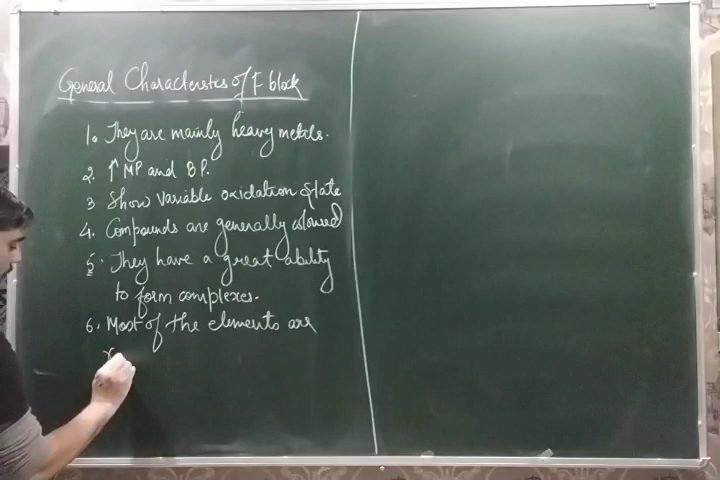 General Characteristics of F block
1. They are mainly heavy metals.
2. ↑ MP and BP.
3 Show Variable oxidation state
4. Compounds are generally coloured
5. They have a great ability
to form complexes.
6. Most of the elements are